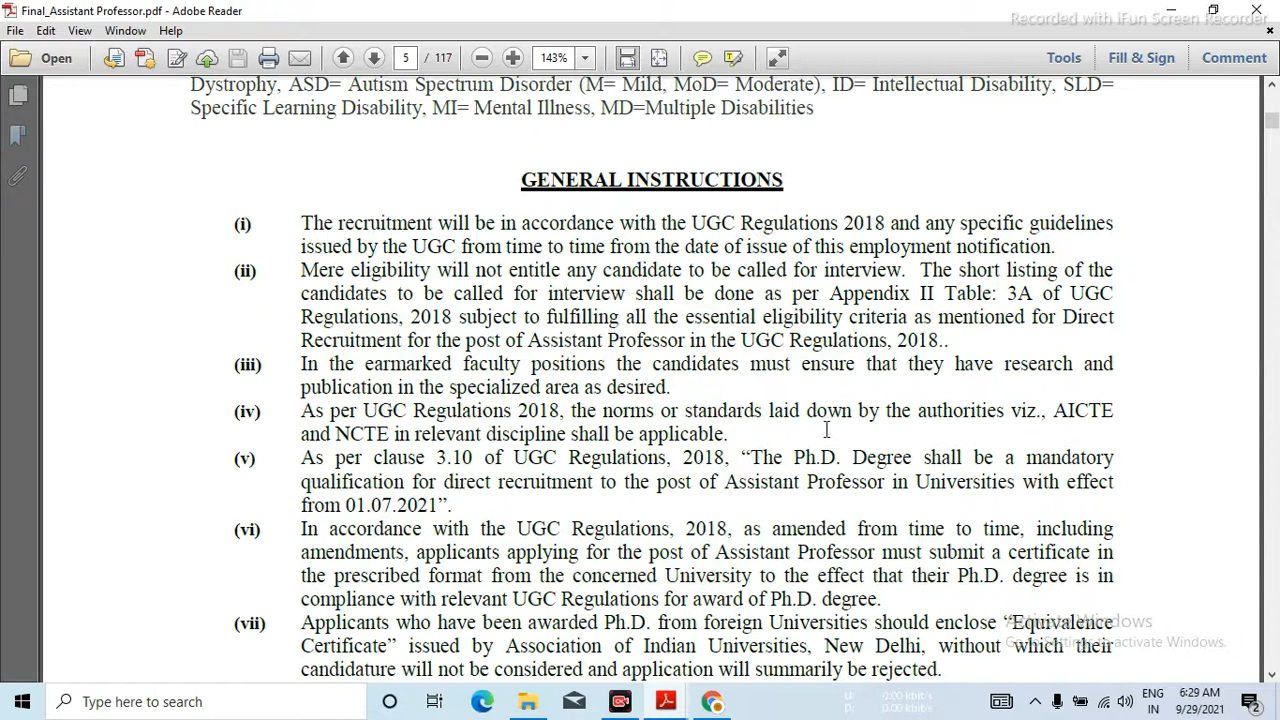 Final_Assistant Professor.pdf - Adobe Reader
Recorded with iFun Screen Recorder
File Edit View Window Help
Open 5 / 117 143% Tools Fill & Sign Comment
Dystrophy, ASD= Autism Spectrum Disorder (M= Mild, MoD= Moderate), ID= Intellectual Disability, SLD=
Specific Learning Disability, MI= Mental Illness, MD=Multiple Disabilities
GENERAL INSTRUCTIONS
(i) The recruitment will be in accordance with the UGC Regulations 2018 and any specific guidelines
issued by the UGC from time to time from the date of issue of this employment notification.
(ii) Mere eligibility will not entitle any candidate to be called for interview. The short listing of the
candidates to be called for interview shall be done as per Appendix II Table: 3A of UGC
Regulations, 2018 subject to fulfilling all the essential eligibility criteria as mentioned for Direct
Recruitment for the post of Assistant Professor in the UGC Regulations, 2018..
(iii) In the earmarked faculty positions the candidates must ensure that they have research and
publication in the specialized area as desired.
(iv) As per UGC Regulations 2018, the norms or standards laid down by the authorities viz., AICTE
and NCTE in relevant discipline shall be applicable.
(v) As per clause 3.10 of UGC Regulations, 2018, “The Ph.D. Degree shall be a mandatory
qualification for direct recruitment to the post of Assistant Professor in Universities with effect
from 01.07.2021”.
(vi) In accordance with the UGC Regulations, 2018, as amended from time to time, including
amendments, applicants applying for the post of Assistant Professor must submit a certificate in
the prescribed format from the concerned University to the effect that their Ph.D. degree is in
compliance with relevant UGC Regulations for award of Ph.D. degree.
(vii) Applicants who have been awarded Ph.D. from foreign Universities should enclose “Equivalence
Certificate” issued by Association of Indian Universities, New Delhi, without which their
candidature will not be considered and application will summarily be rejected.
Activate Windows
Go to Settings to activate Windows.
Type here to search
U: 0.00 kbit/s
D: 0.00 kbit/s
ENG 6:29 AM
IN 9/29/2021 2